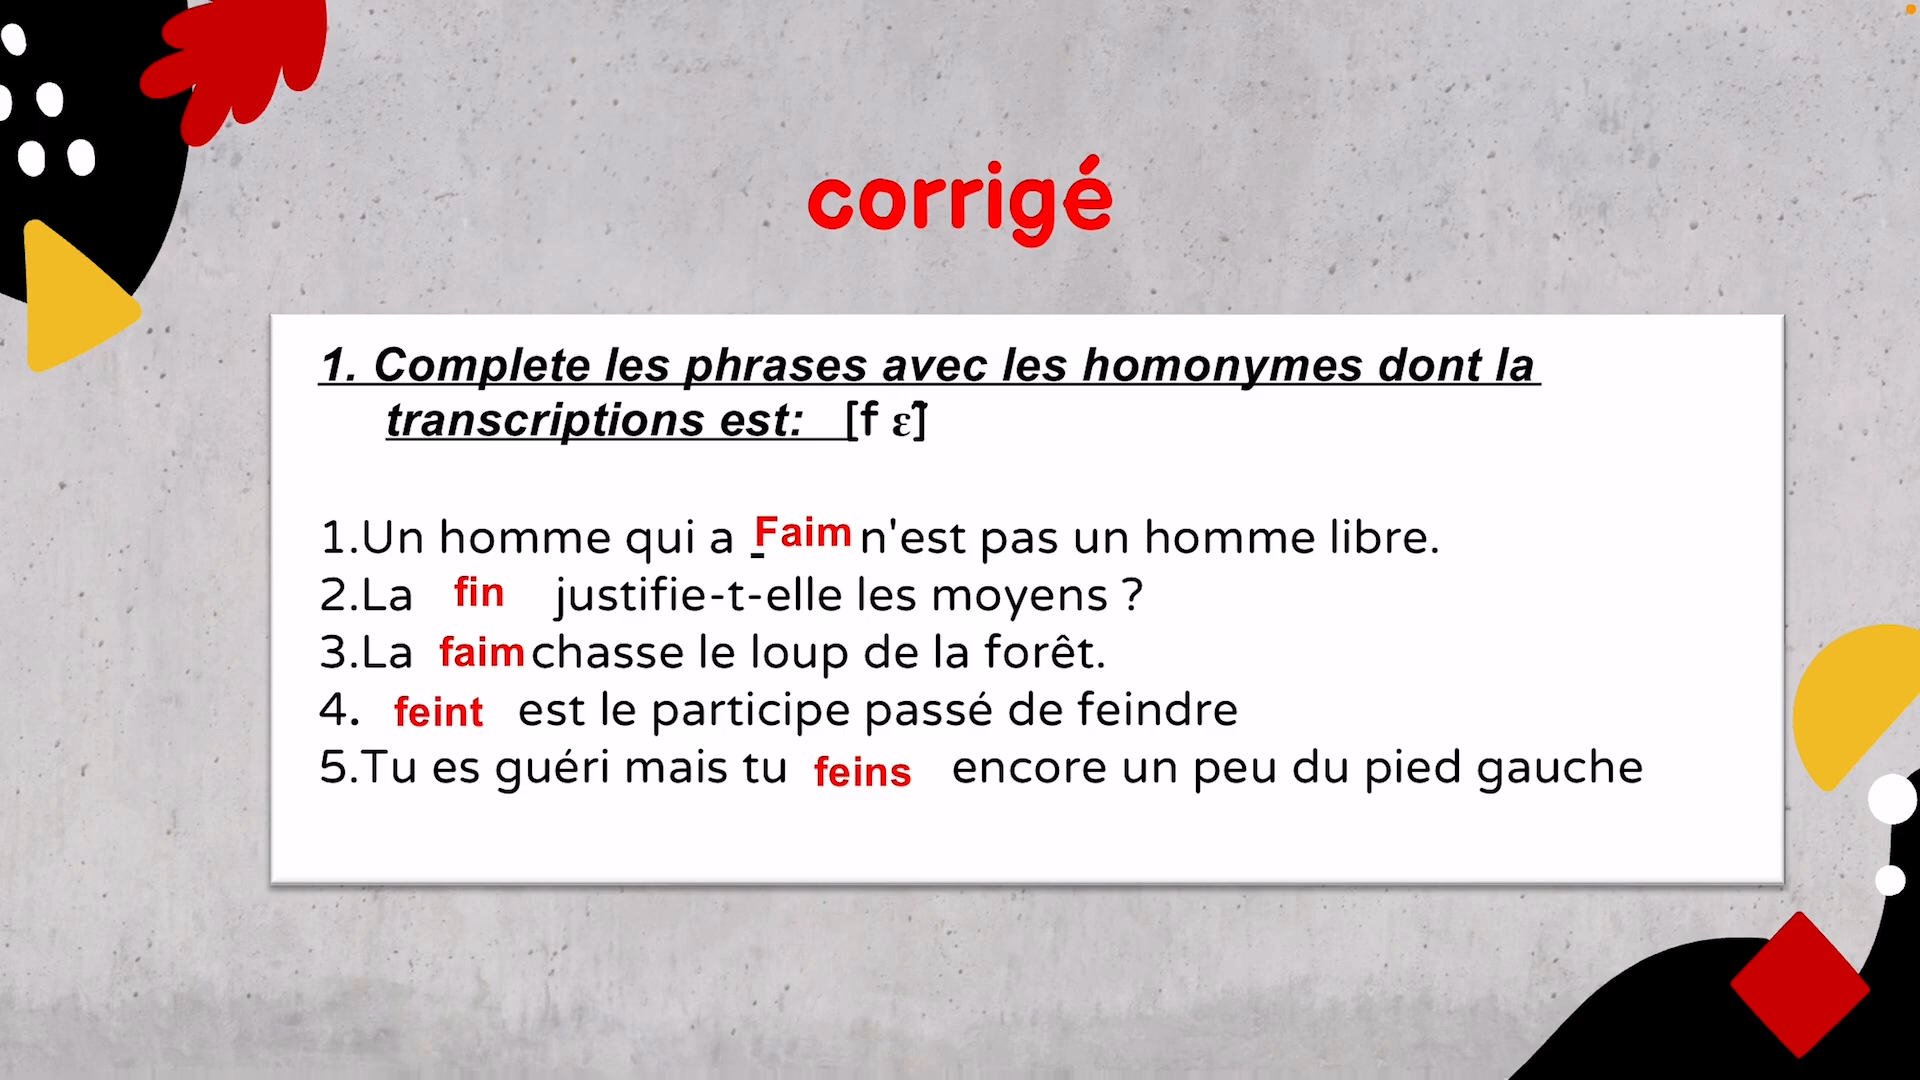 corrigé
1. Complete les phrases avec les homonymes dont la
transcriptions est: [f ɛ̃]
1.Un homme qui a _Faim n'est pas un homme libre.
2.La fin justifie-t-elle les moyens ?
3.La faim chasse le loup de la forêt.
4. feint est le participe passé de feindre
5.Tu es guéri mais tu feins encore un peu du pied gauche